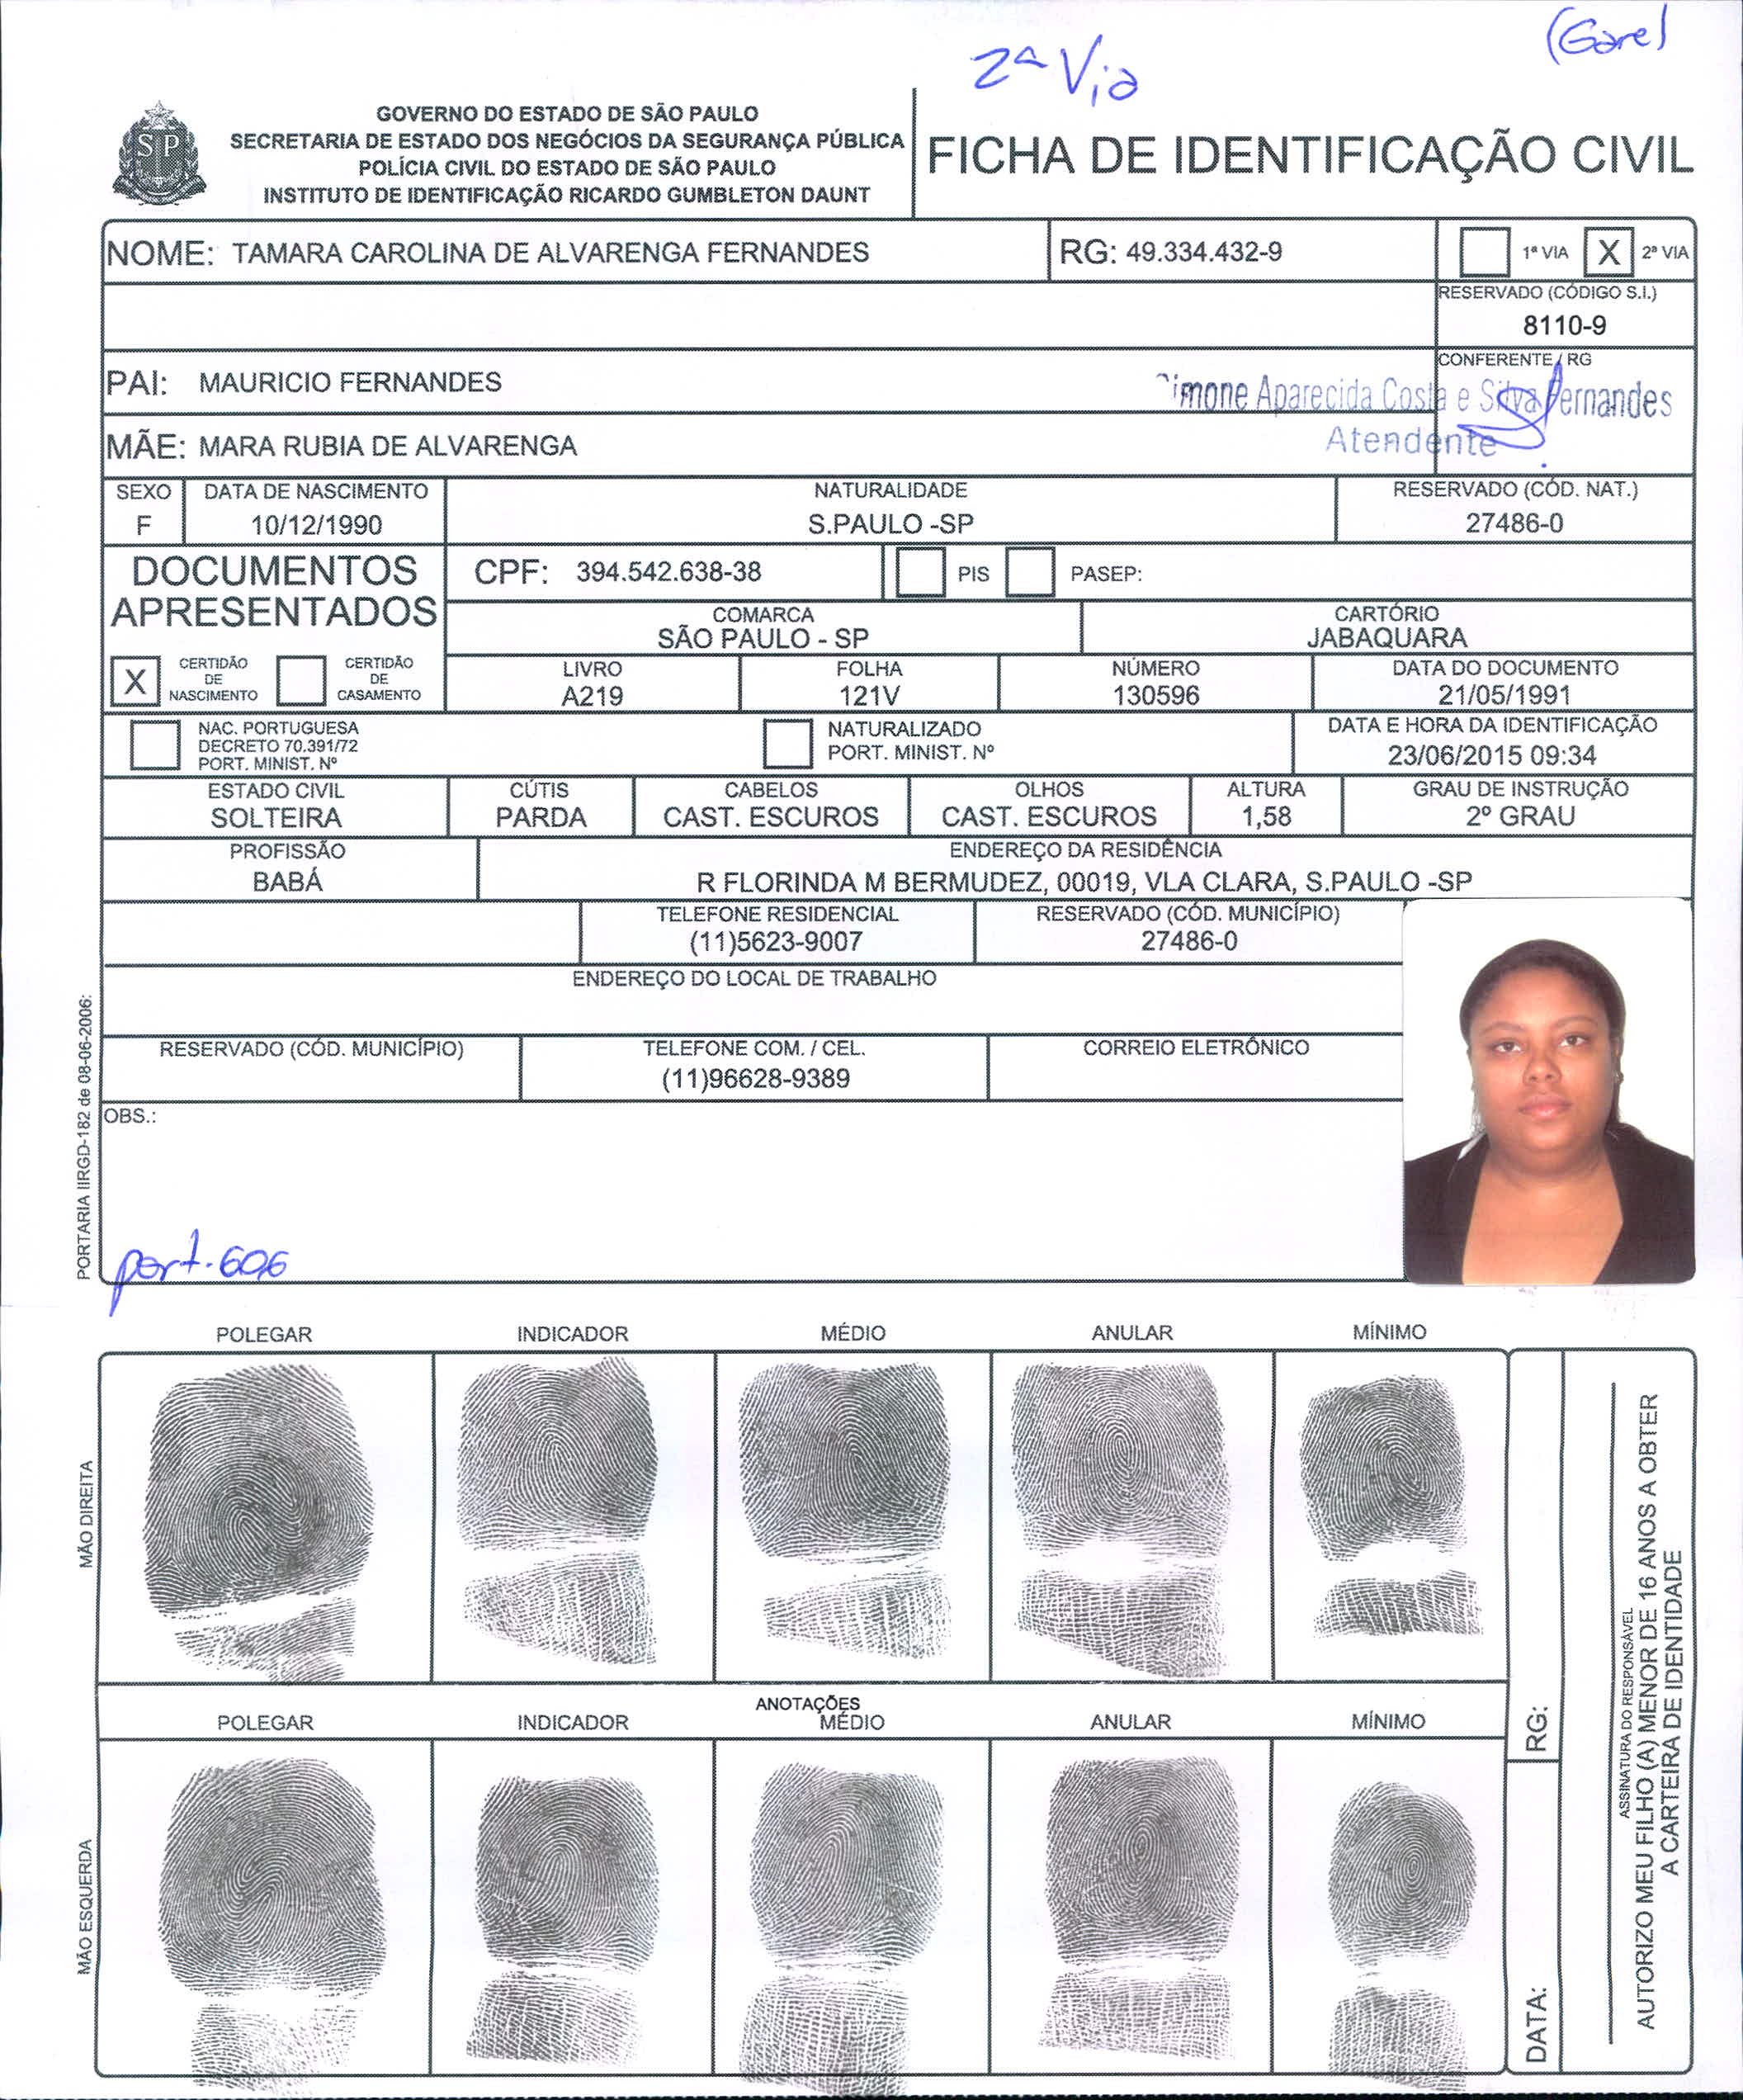 2ª Via
(Gare)
GOVERNO DO ESTADO DE SÃO PAULO
SECRETARIA DE ESTADO DOS NEGÓCIOS DA SEGURANÇA PÚBLICA
POLÍCIA CIVIL DO ESTADO DE SÃO PAULO
INSTITUTO DE IDENTIFICAÇÃO RICARDO GUMBLETON DAUNT
SP
FICHA DE IDENTIFICAÇÃO CIVIL
NOME: TAMARA CAROLINA DE ALVARENGA FERNANDES RG: 49.334.432-9 1ª VIA X 2ª VIA
RESERVADO (CÓDIGO S.I.)
8110-9
PAI: MAURICIO FERNANDES CONFERENTE / RG
imone Aparecida Costa e Silva Fernandes
Atendente
MÃE: MARA RUBIA DE ALVARENGA
SEXO DATA DE NASCIMENTO NATURALIDADE RESERVADO (CÓD. NAT.)
F 10/12/1990 S.PAULO -SP 27486-0
DOCUMENTOS
APRESENTADOS
CPF: 394.542.638-38 PIS PASEP:
COMARCA CARTÓRIO
SÃO PAULO - SP JABAQUARA
X CERTIDÃO DE NASCIMENTO CERTIDÃO DE CASAMENTO
LIVRO FOLHA NÚMERO DATA DO DOCUMENTO
A219 121V 130596 21/05/1991
NAC. PORTUGUESA
DECRETO 70.391/72
PORT. MINIST. Nº
NATURALIZADO
PORT. MINIST. Nº
DATA E HORA DA IDENTIFICAÇÃO
23/06/2015 09:34
ESTADO CIVIL CÚTIS CABELOS OLHOS ALTURA GRAU DE INSTRUÇÃO
SOLTEIRA PARDA CAST. ESCUROS CAST. ESCUROS 1,58 2º GRAU
PROFISSÃO ENDEREÇO DA RESIDÊNCIA
BABÁ R FLORINDA M BERMUDEZ, 00019, VLA CLARA, S.PAULO -SP
TELEFONE RESIDENCIAL RESERVADO (CÓD. MUNICÍPIO)
(11)5623-9007 27486-0
ENDEREÇO DO LOCAL DE TRABALHO
RESERVADO (CÓD. MUNICÍPIO) TELEFONE COM. / CEL. CORREIO ELETRÔNICO
(11)96628-9389
OBS.:
port. 606
PORTARIA IIRGD-182 de 08-06-2006:
POLEGAR INDICADOR MÉDIO ANULAR MÍNIMO
MÃO DIREITA
ANOTAÇÕES
POLEGAR INDICADOR MÉDIO ANULAR MÍNIMO
MÃO ESQUERDA
RG:
DATA:
ASSINATURA DO RESPONSÁVEL
AUTORIZO MEU FILHO (A) MENOR DE 16 ANOS A OBTER
A CARTEIRA DE IDENTIDADE